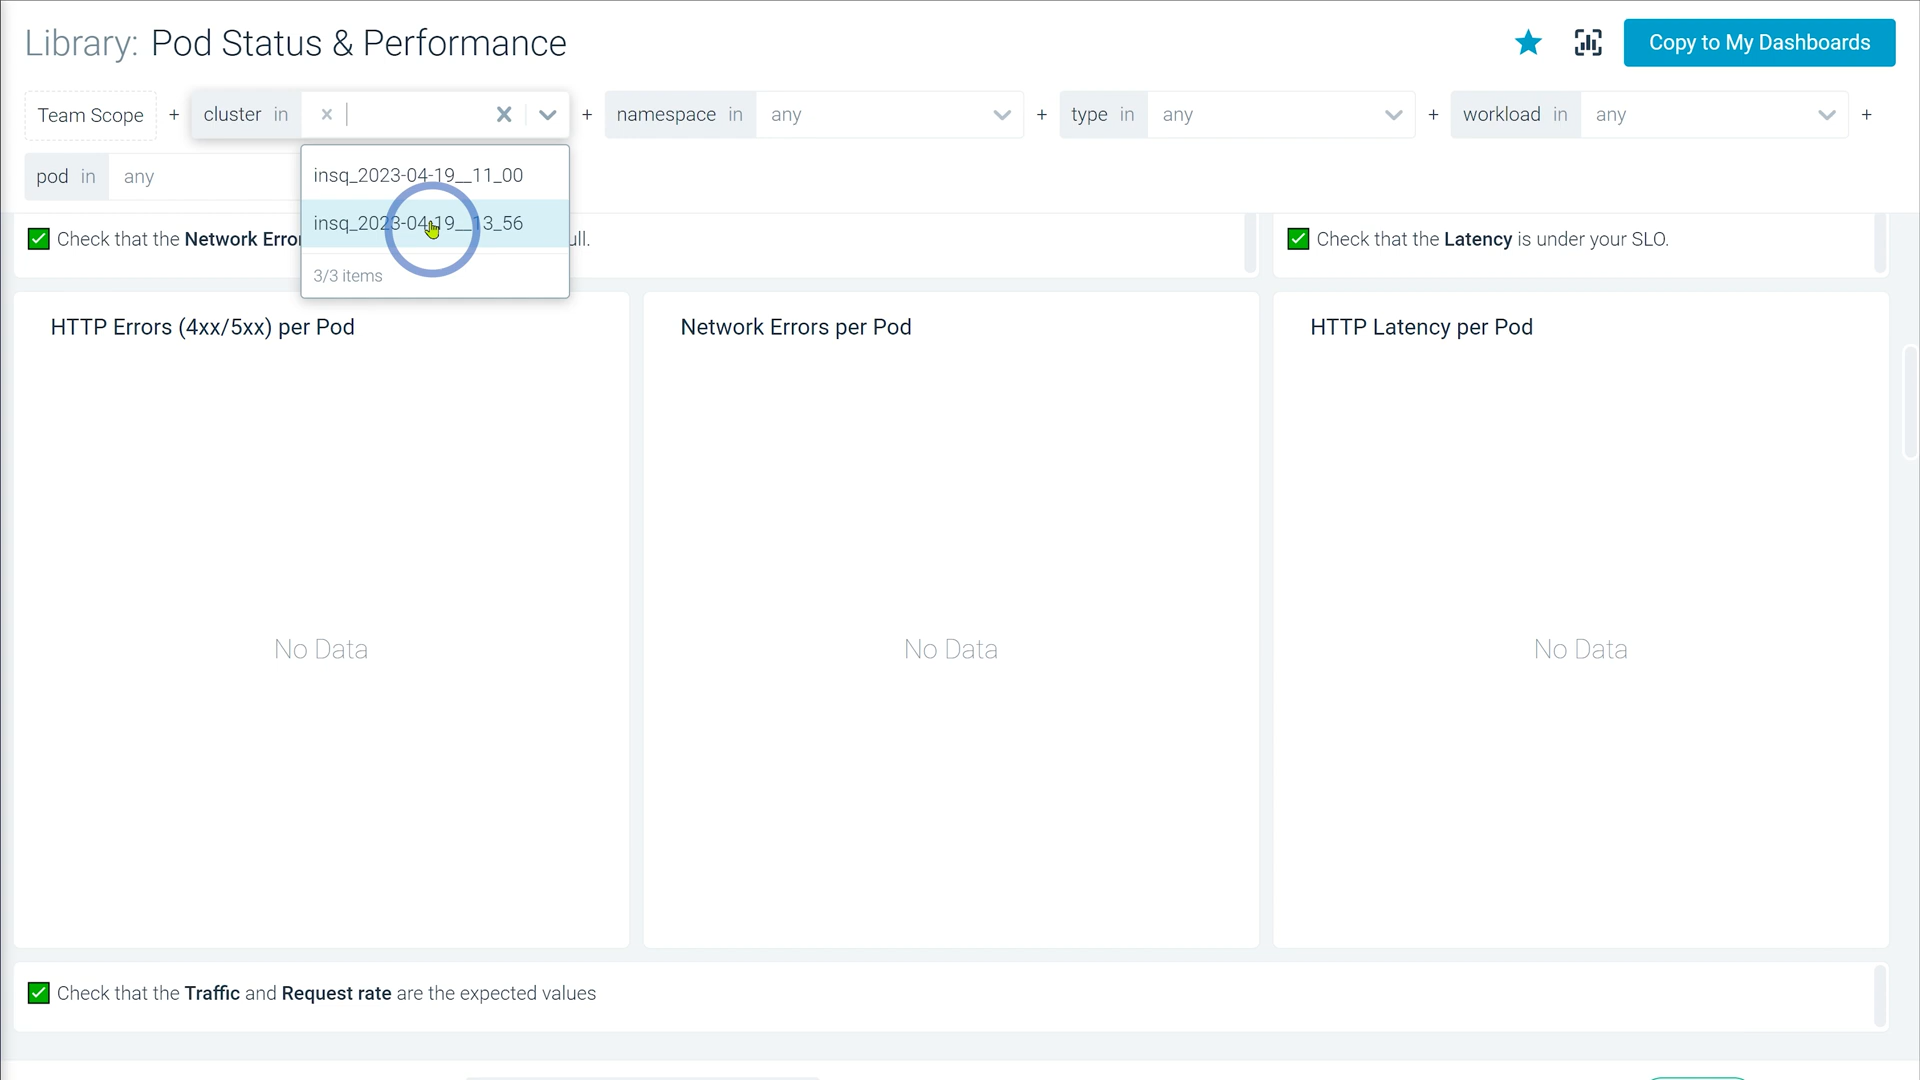 Library: Pod Status & Performance
Copy to My Dashboards
Team Scope + cluster in × × + namespace in any + type in any + workload in any +
pod in any
insq_2023-04-19__11_00
insq_2023-04-19__13_56
3/3 items
Check that the Network Erro
ull.
Check that the Latency is under your SLO.
HTTP Errors (4xx/5xx) per Pod
Network Errors per Pod
HTTP Latency per Pod
No Data
No Data
No Data
Check that the Traffic and Request rate are the expected values